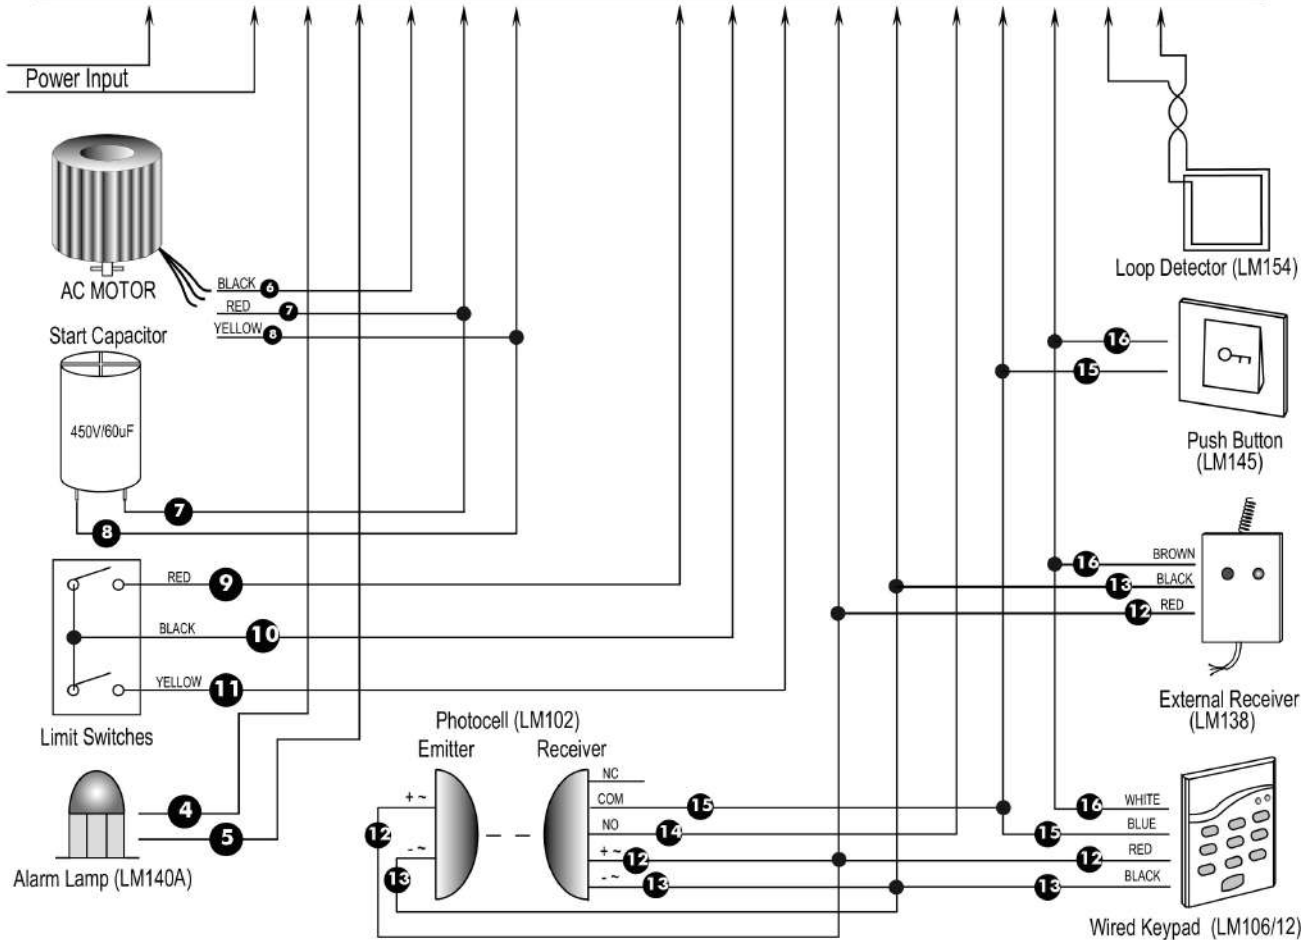 Power Input
AC MOTOR
BLACK 6
RED 7
YELLOW 8
Start Capacitor
450V/60uF
7
8
RED 9
BLACK 10
YELLOW 11
Limit Switches
4
5
Alarm Lamp (LM140A)
Photocell (LM102)
Emitter Receiver
+ ~
- ~
12
13
NC
COM 15
NO 14
+ ~ 12
- ~ 13
Loop Detector (LM154)
16
15
Push Button
(LM145)
16 BROWN
13 BLACK
12 RED
External Receiver
(LM138)
16 WHITE
15 BLUE
12 RED
13 BLACK
Wired Keypad (LM106/12)